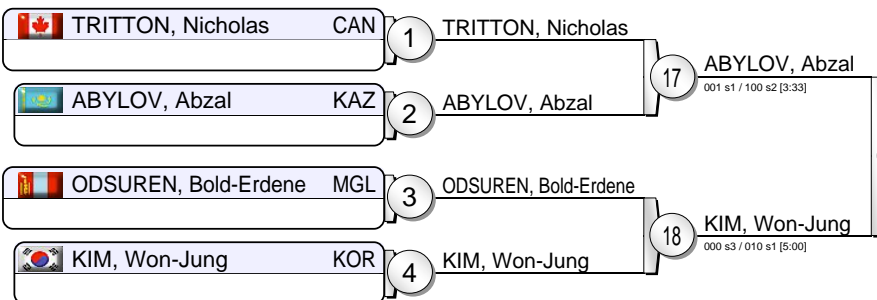 TRITTON, Nicholas CAN
1
TRITTON, Nicholas
17
ABYLOV, Abzal
001 s1 / 100 s2 [3:33]
ABYLOV, Abzal KAZ
2
ABYLOV, Abzal
ODSUREN, Bold-Erdene MGL
3
ODSUREN, Bold-Erdene
18
KIM, Won-Jung
000 s3 / 010 s1 [5:00]
KIM, Won-Jung KOR
4
KIM, Won-Jung